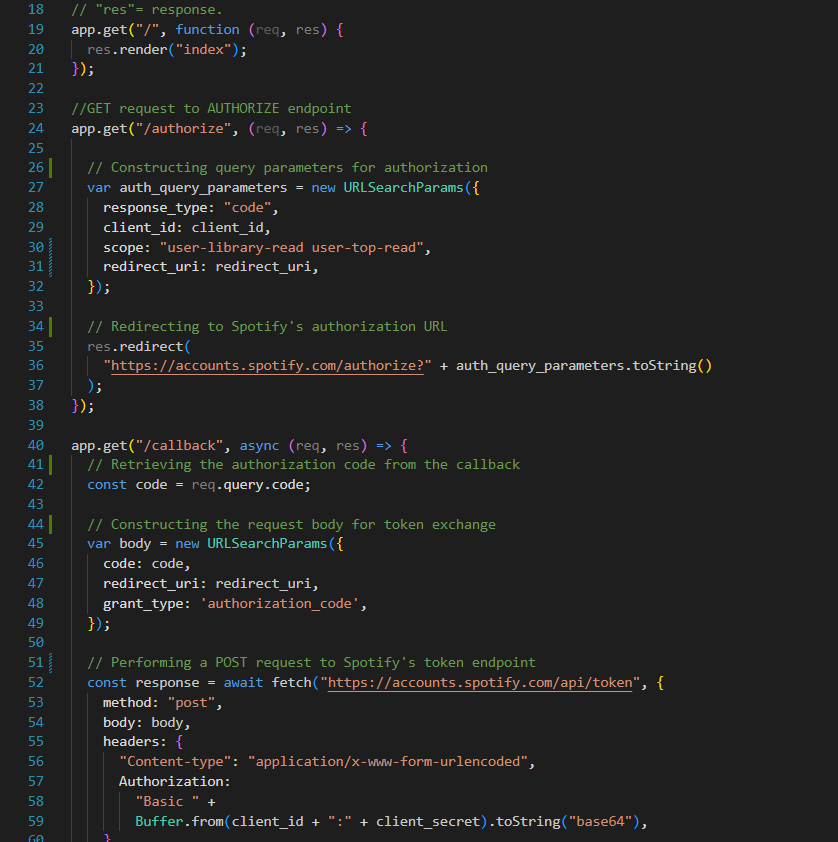 18 // "res"= response.
19 app.get("/", function (req, res) {
20   res.render("index");
21 });
22
23 //GET request to AUTHORIZE endpoint
24 app.get("/authorize", (req, res) => {
25
26   // Constructing query parameters for authorization
27   var auth_query_parameters = new URLSearchParams({
28     response_type: "code",
29     client_id: client_id,
30     scope: "user-library-read user-top-read",
31     redirect_uri: redirect_uri,
32   });
33
34   // Redirecting to Spotify's authorization URL
35   res.redirect(
36     "https://accounts.spotify.com/authorize?" + auth_query_parameters.toString()
37   );
38 });
39
40 app.get("/callback", async (req, res) => {
41   // Retrieving the authorization code from the callback
42   const code = req.query.code;
43
44   // Constructing the request body for token exchange
45   var body = new URLSearchParams({
46     code: code,
47     redirect_uri: redirect_uri,
48     grant_type: 'authorization_code',
49   });
50
51   // Performing a POST request to Spotify's token endpoint
52   const response = await fetch("https://accounts.spotify.com/api/token", {
53     method: "post",
54     body: body,
55     headers: {
56       "Content-type": "application/x-www-form-urlencoded",
57       Authorization:
58         "Basic " +
59         Buffer.from(client_id + ":" + client_secret).toString("base64"),
60     }